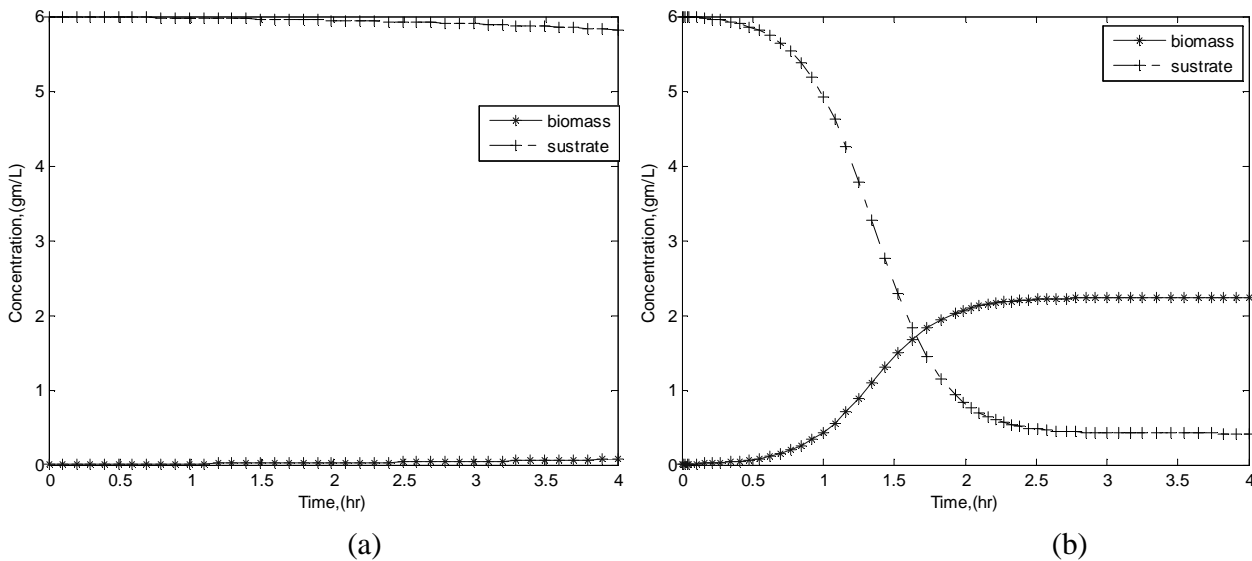 6
5
4
3
2
1
0
0 0.5 1 1.5 2 2.5 3 3.5 4
Concentration,(gm/L)
Time,(hr)
biomass
sustrate
(a)
6
5
4
3
2
1
0
0 0.5 1 1.5 2 2.5 3 3.5 4
Concentration,(gm/L)
Time,(hr)
biomass
sustrate
(b)